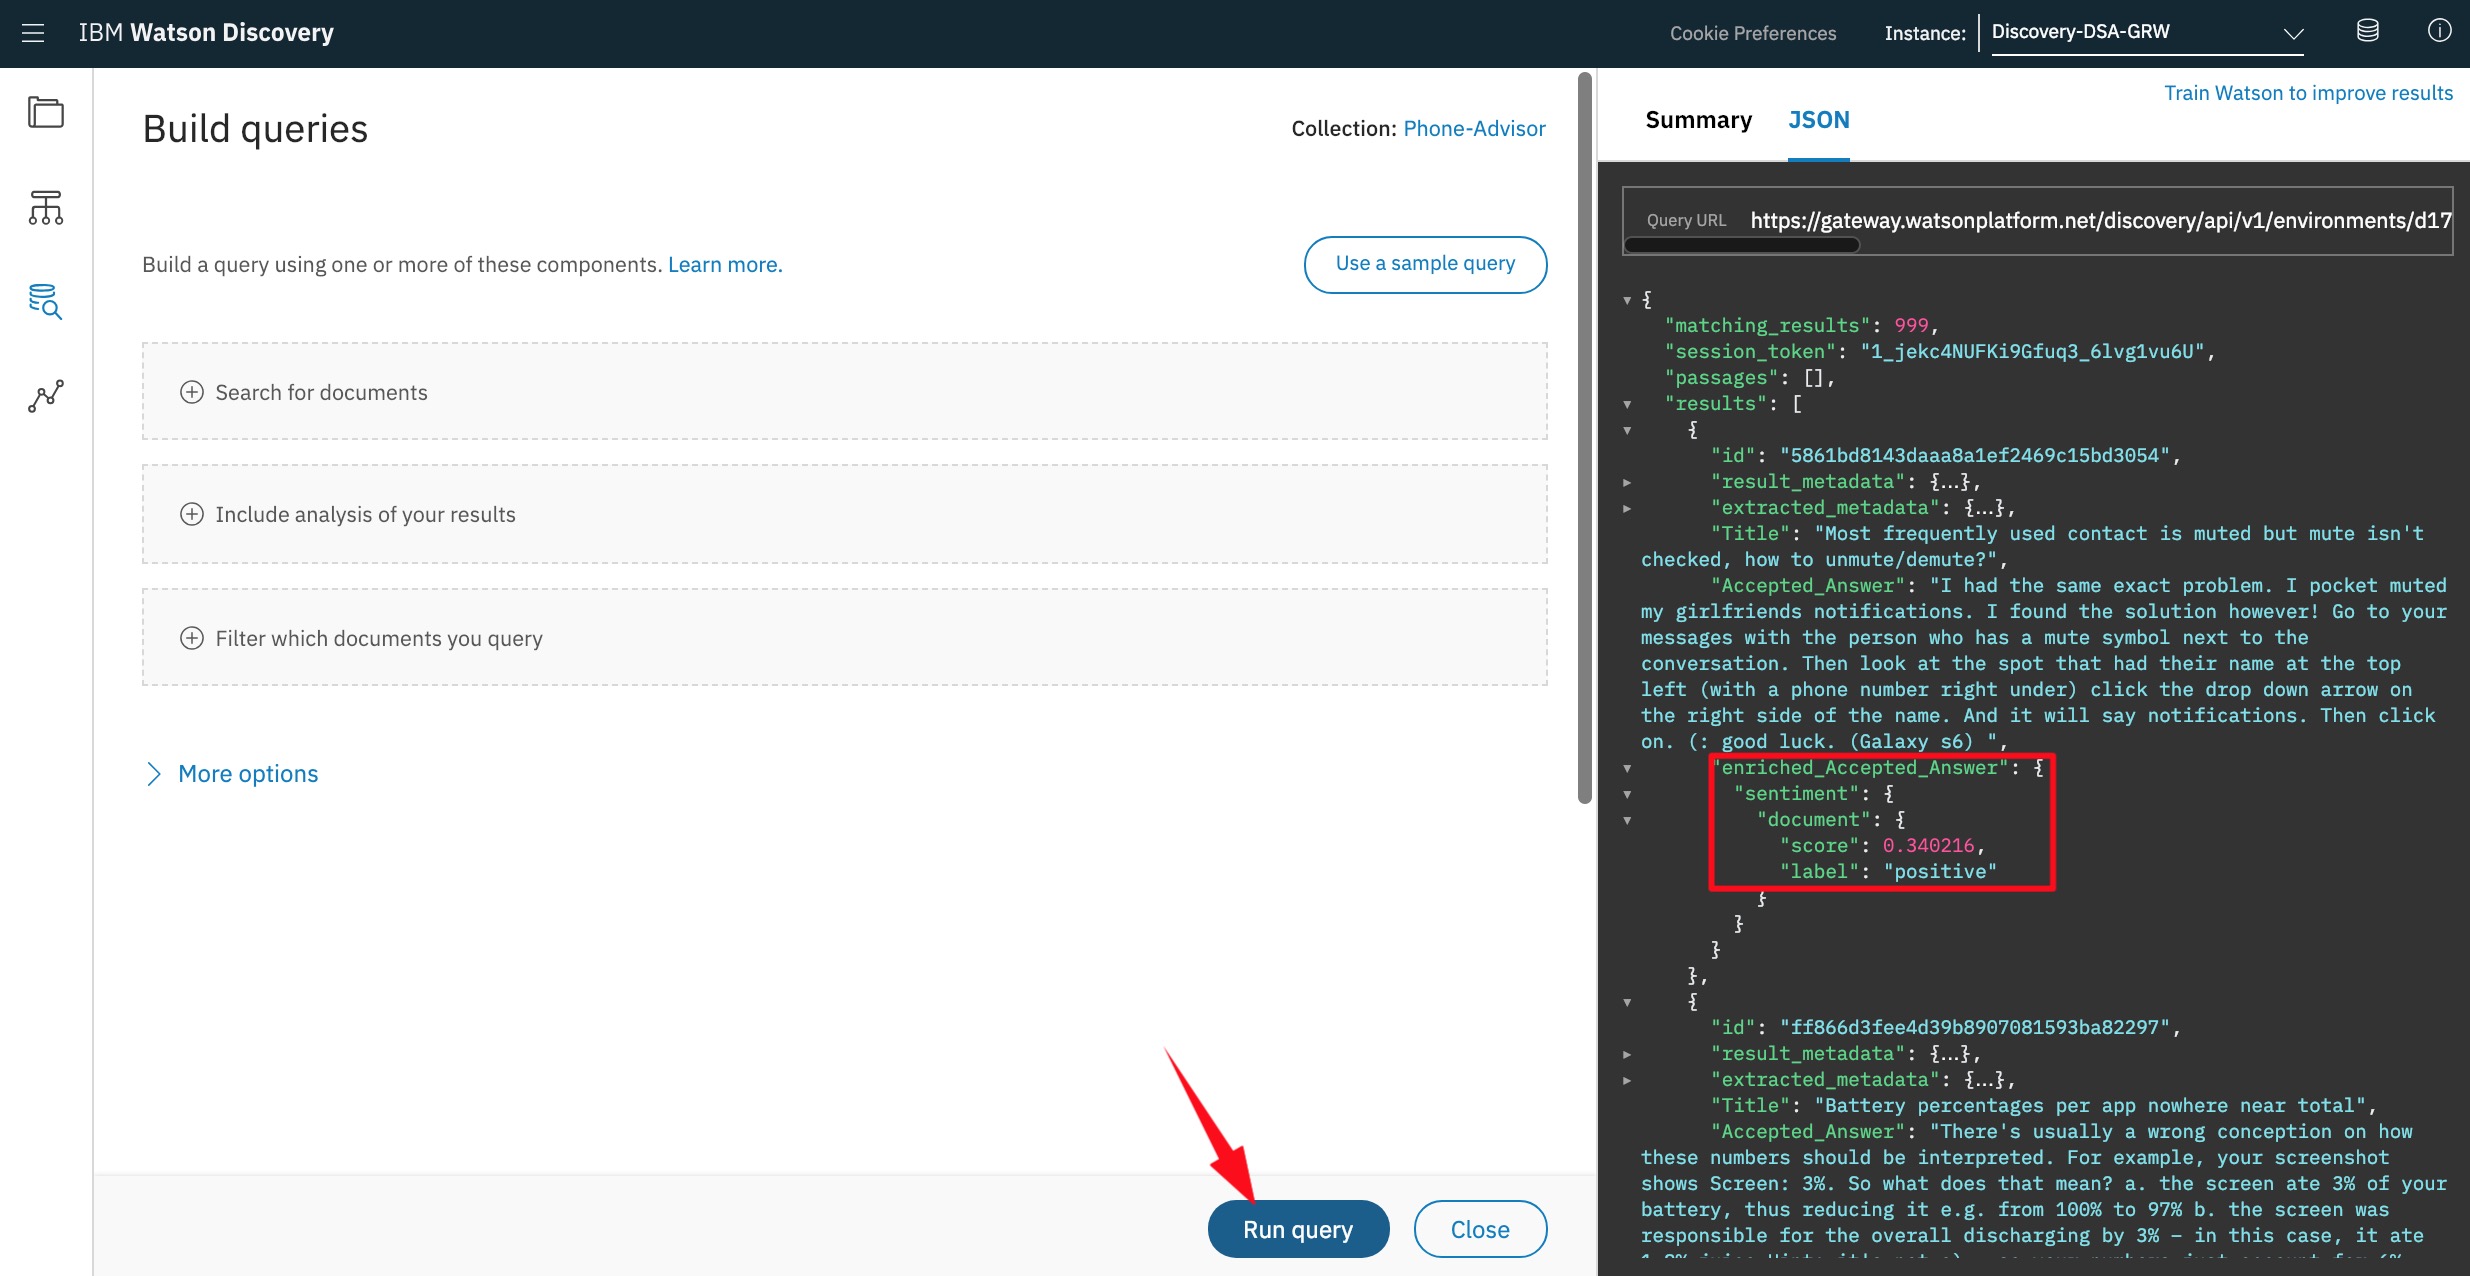 IBM Watson Discovery
Cookie Preferences
Instance:
Discovery-DSA-GRW
Build queries
Collection: Phone-Advisor
Build a query using one or more of these components. Learn more.
Use a sample query
Search for documents
Include analysis of your results
Filter which documents you query
More options
Run query
Close
Train Watson to improve results
Summary
JSON
Query URL https://gateway.watsonplatform.net/discovery/api/v1/environments/d17
{
"matching_results": 999,
"session_token": "1_jekc4NUFKi9Gfuq3_6lvg1vu6U",
"passages": [],
"results": [
{
"id": "5861bd8143daaa8a1ef2469c15bd3054",
"result_metadata": {...},
"extracted_metadata": {...},
"Title": "Most frequently used contact is muted but mute isn't
checked, how to unmute/demute?",
"Accepted_Answer": "I had the same exact problem. I pocket muted
my girlfriends notifications. I found the solution however! Go to your
messages with the person who has a mute symbol next to the
conversation. Then look at the spot that had their name at the top
left (with a phone number right under) click the drop down arrow on
the right side of the name. And it will say notifications. Then click
on. (: good luck. (Galaxy s6) ",
"enriched_Accepted_Answer": {
"sentiment": {
"document": {
"score": 0.340216,
"label": "positive"
}
}
}
},
{
"id": "ff866d3fee4d39b8907081593ba82297",
"result_metadata": {...},
"extracted_metadata": {...},
"Title": "Battery percentages per app nowhere near total",
"Accepted_Answer": "There's usually a wrong conception on how
these numbers should be interpreted. For example, your screenshot
shows Screen: 3%. So what does that mean? a. the screen ate 3% of your
battery, thus reducing it e.g. from 100% to 97% b. the screen was
responsible for the overall discharging by 3% – in this case, it ate